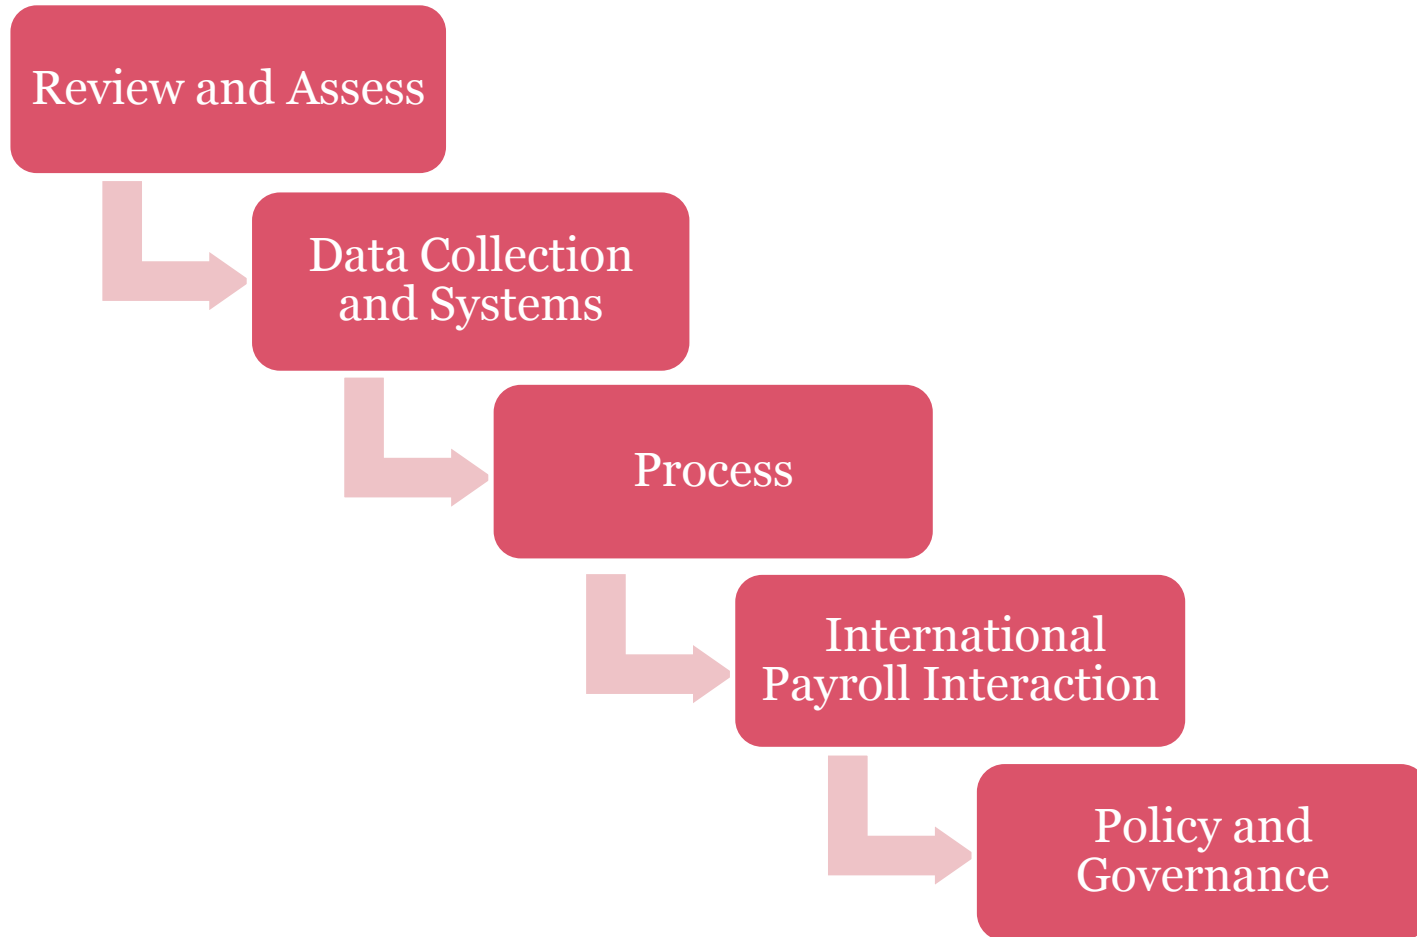 Review and Assess
Data Collection
and Systems
Process
International
Payroll Interaction
Policy and
Governance